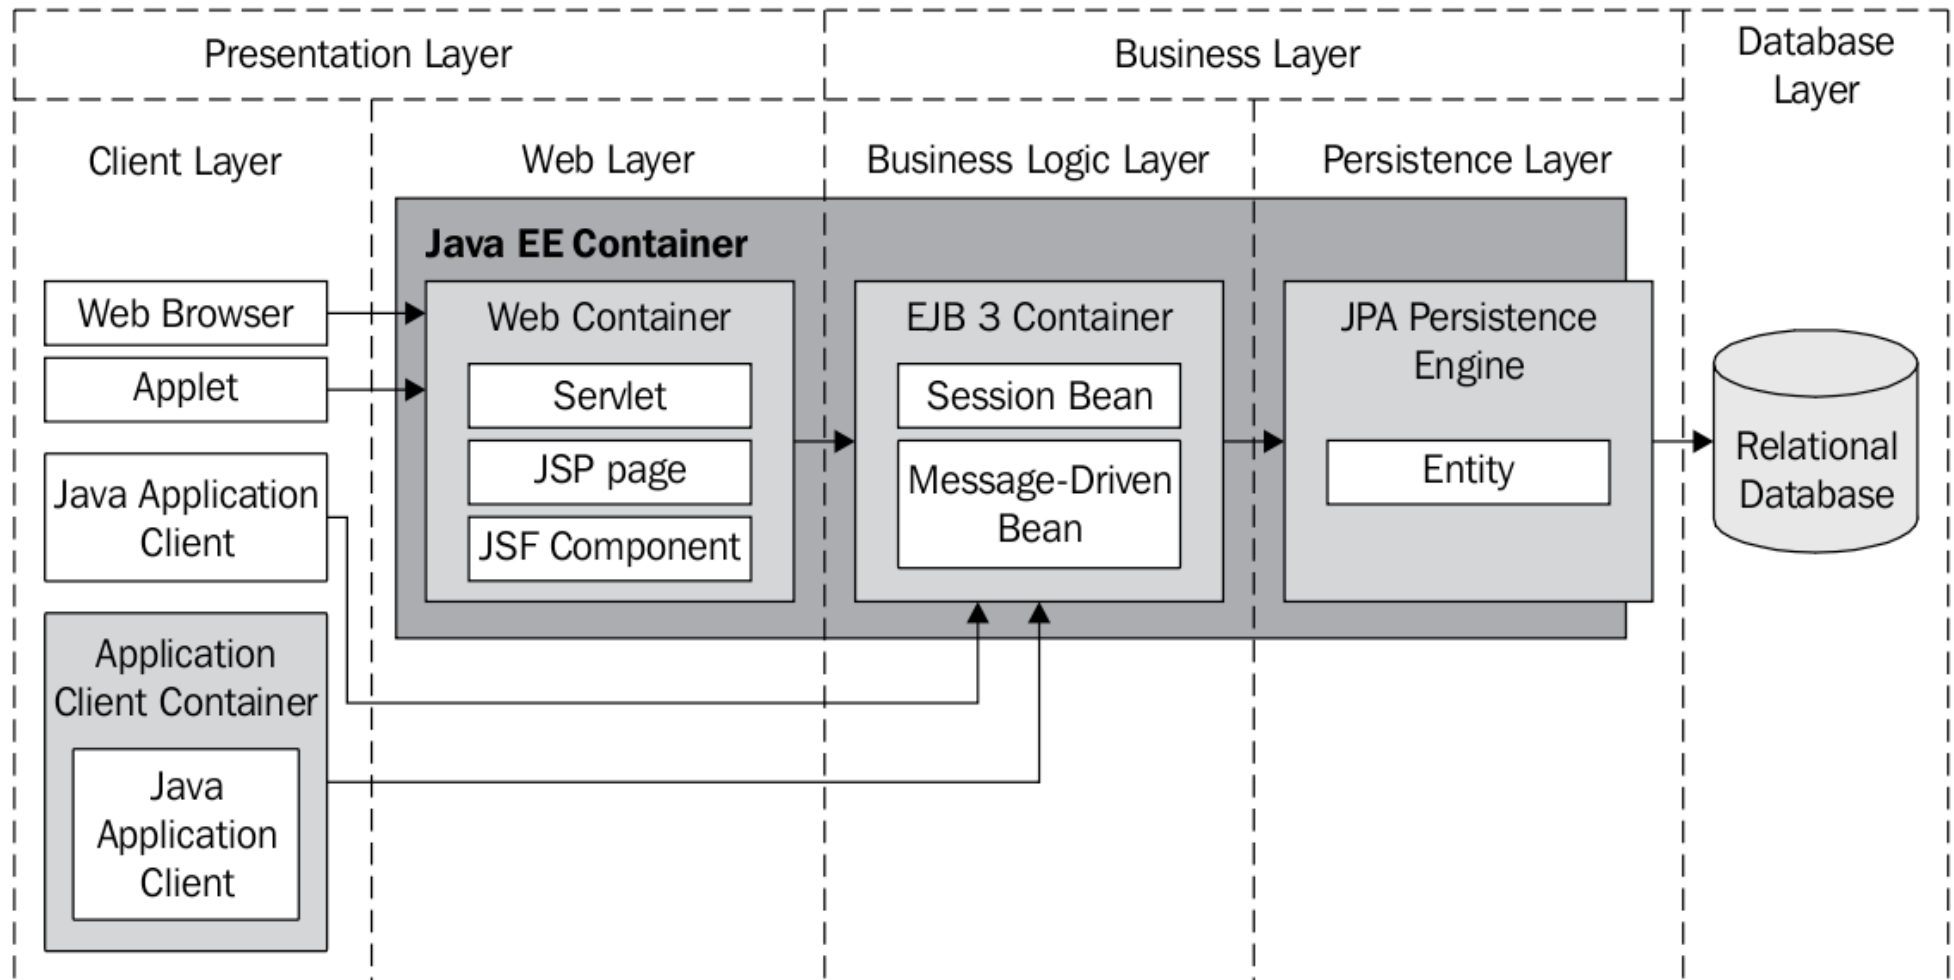 Presentation Layer
Business Layer
Database
Layer
Client Layer
Web Layer
Business Logic Layer
Persistence Layer
Java EE Container
Web Browser
Applet
Java Application
Client
Application
Client Container
Java
Application
Client
Web Container
Servlet
JSP page
JSF Component
EJB 3 Container
Session Bean
Message-Driven
Bean
JPA Persistence
Engine
Entity
Relational
Database